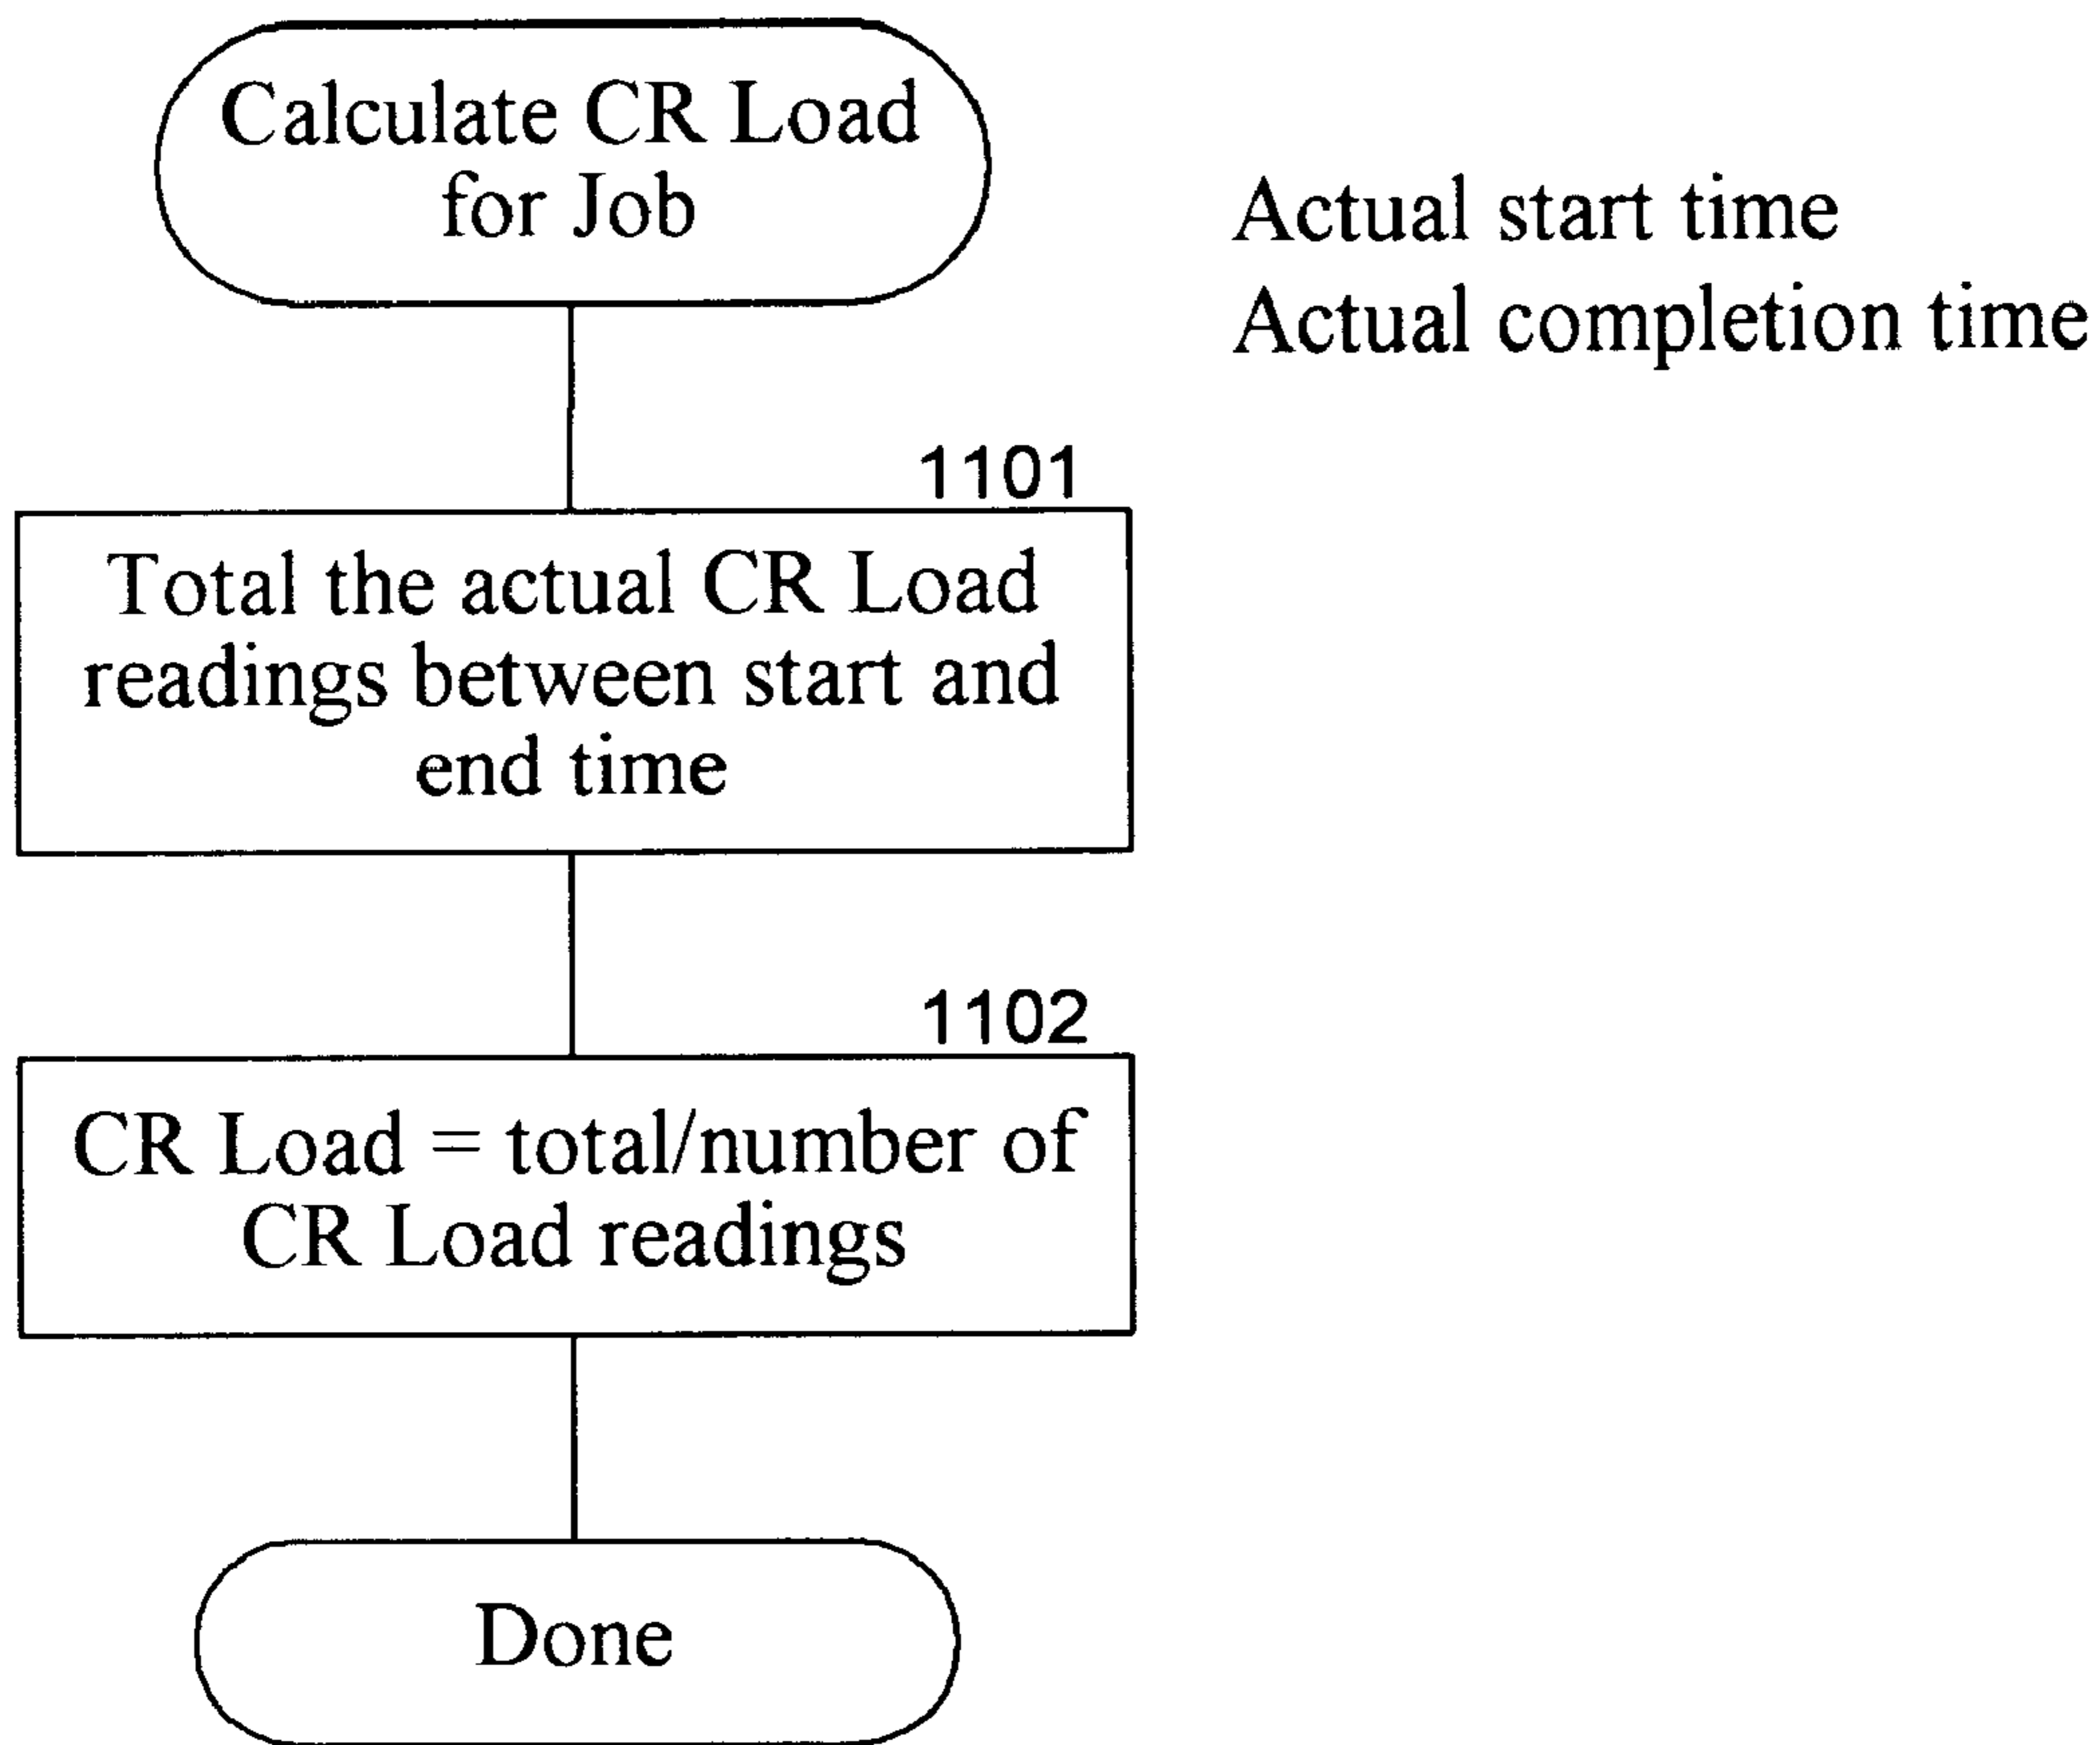 Calculate CR Load
for Job
Actual start time
Actual completion time
1101
Total the actual CR Load
readings between start and
end time
1102
CR Load = total/number of
CR Load readings
Done